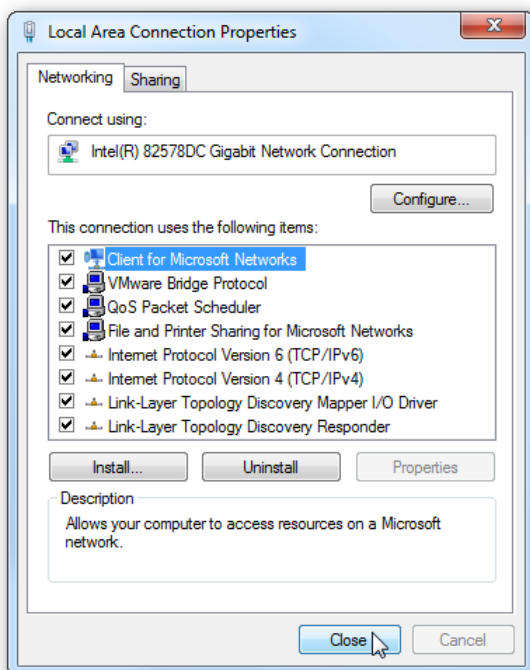 Local Area Connection Properties
Networking
Sharing
Connect using:
Intel(R) 82578DC Gigabit Network Connection
Configure...
This connection uses the following items:
Client for Microsoft Networks
VMware Bridge Protocol
QoS Packet Scheduler
File and Printer Sharing for Microsoft Networks
Internet Protocol Version 6 (TCP/IPv6)
Internet Protocol Version 4 (TCP/IPv4)
Link-Layer Topology Discovery Mapper I/O Driver
Link-Layer Topology Discovery Responder
Install...
Uninstall
Properties
Description
Allows your computer to access resources on a Microsoft
network.
Close
Cancel